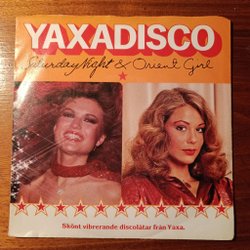 YAXADISCO
Saturday Night & Orient Girl
Skönt vibrerande discolåtar från Yaxa.